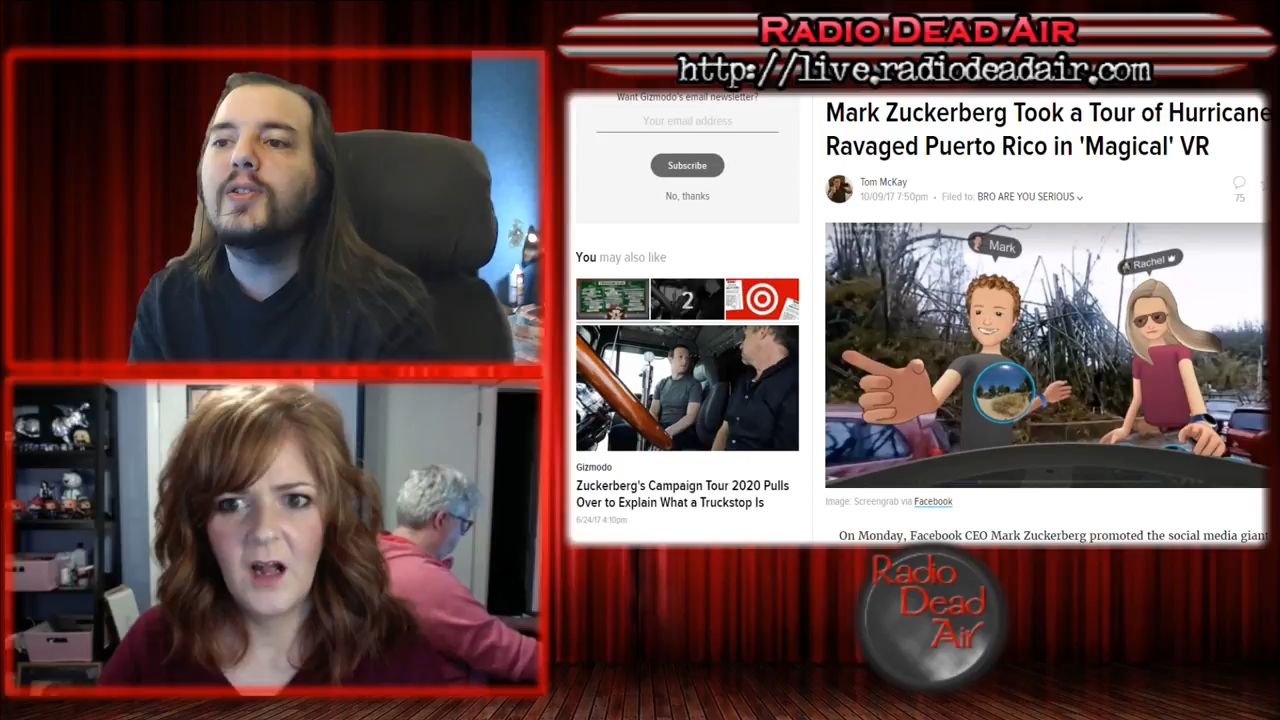 Radio Dead Air
http://live.radiodeadair.com
Want Gizmodo's email newsletter?
Your email address
Subscribe
No, thanks
You may also like
2
Gizmodo
Zuckerberg's Campaign Tour 2020 Pulls
Over to Explain What a Truckstop Is
6/24/17 4:10pm
Mark Zuckerberg Took a Tour of Hurricane
Ravaged Puerto Rico in 'Magical' VR
Tom McKay
10/09/17 7:50pm • Filed to: BRO ARE YOU SERIOUS
75
Mark
Rachel
Image: Screengrab via Facebook
On Monday, Facebook CEO Mark Zuckerberg promoted the social media giant
Radio
Dead
Air